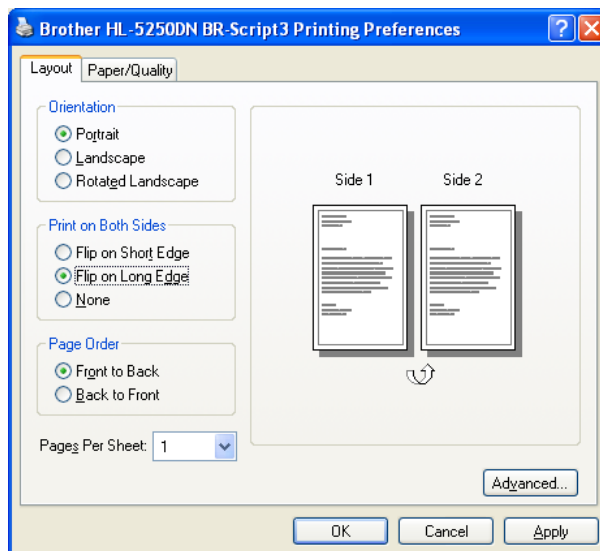 Brother HL-5250DN BR-Script3 Printing Preferences
Layout
Paper/Quality
Orientation
Portrait
Landscape
Rotated Landscape
Print on Both Sides
Flip on Short Edge
Flip on Long Edge
None
Page Order
Front to Back
Back to Front
Pages Per Sheet: 1
Side 1 Side 2
Advanced...
OK Cancel Apply